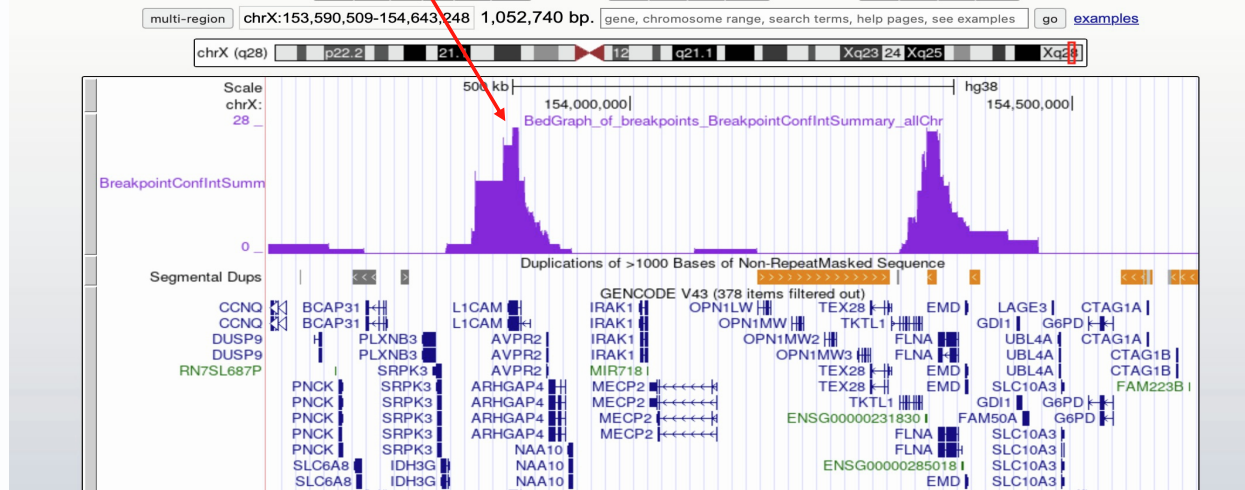 multi-region chrX:153,590,509-154,643,248 1,052,740 bp. gene, chromosome range, search terms, help pages, see examples go examples
chrX (q28) p22.2 21. 12 q21.1 Xq23 24 Xq25 Xq28
Scale 500 kb hg38
chrX: 154,000,000 154,500,000
28 _ BedGraph_of_breakpoints_BreakpointConfIntSummary_allChr
BreakpointConfIntSumm
0 _
Duplications of >1000 Bases of Non-RepeatMasked Sequence
Segmental Dups
GENCODE V43 (378 items filtered out)
CCNQ BCAP31 L1CAM IRAK1 OPN1LW TEX28 EMD LAGE3 CTAG1A
CCNQ BCAP31 L1CAM IRAK1 OPN1MW TKTL1 GDI1 G6PD
DUSP9 PLXNB3 AVPR2 IRAK1 OPN1MW2 FLNA UBL4A CTAG1A
DUSP9 PLXNB3 AVPR2 IRAK1 OPN1MW3 FLNA UBL4A CTAG1B
RN7SL687P SRPK3 AVPR2 MIR718 TEX28 EMD UBL4A CTAG1B
PNCK SRPK3 ARHGAP4 MECP2 TEX28 EMD SLC10A3 FAM223B
PNCK SRPK3 ARHGAP4 MECP2 TKTL1 GDI1 G6PD
PNCK SRPK3 ARHGAP4 MECP2 ENSG00000231830 FAM50A G6PD
PNCK SRPK3 ARHGAP4 MECP2 FLNA SLC10A3
PNCK SRPK3 NAA10 FLNA SLC10A3
SLC6A8 IDH3G NAA10 ENSG00000285018 SLC10A3
SLC6A8 IDH3G NAA10 EMD SLC10A3